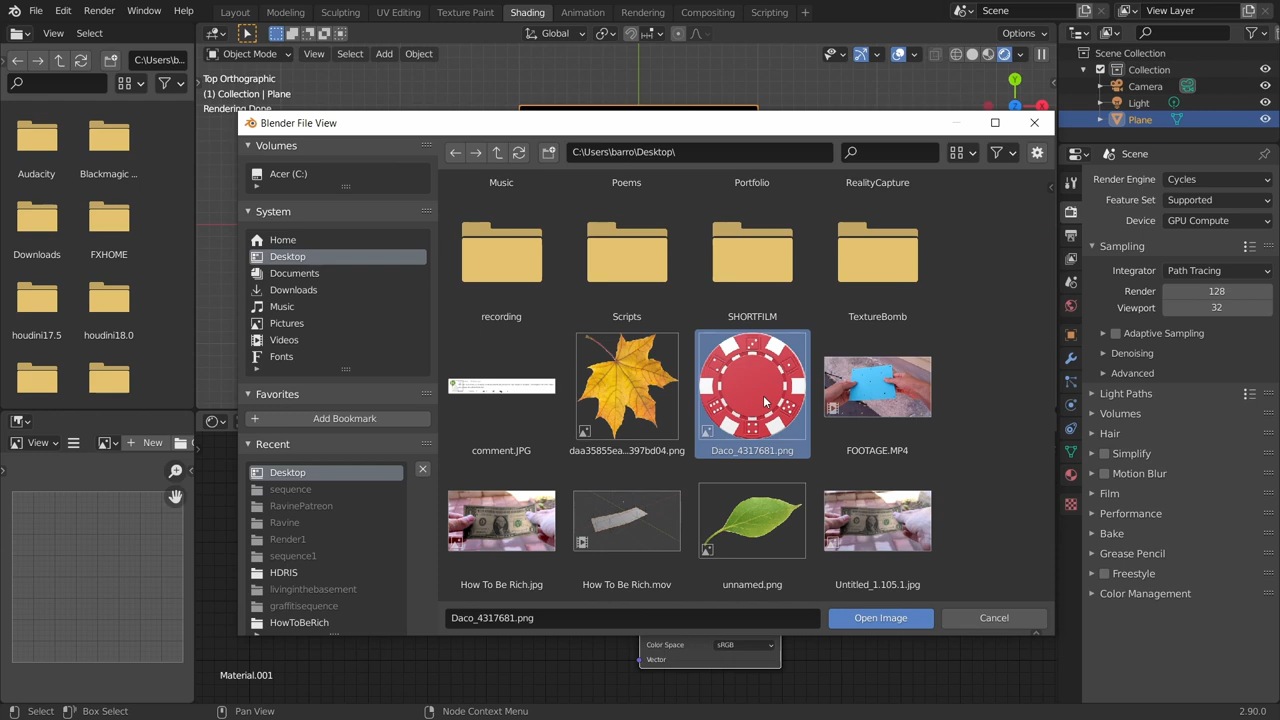 File Edit Render Window Help
Layout Modeling Sculpting UV Editing Texture Paint Shading Animation Rendering Compositing Scripting +
Scene
View Layer
View Select
Global
Options
C:\Users\b...
Object Mode View Select Add Object
Top Orthographic
(1) Collection | Plane
Rendering Done
Y
X
Z
Audacity
Blackmagic ...
Downloads
FXHOME
houdini17.5
houdini18.0
View
New
Material.001
Blender File View
Volumes
Acer (C:)
System
Home
Desktop
Documents
Downloads
Music
Pictures
Videos
Fonts
Favorites
Add Bookmark
Recent
Desktop
sequence
RavinePatreon
Ravine
Render1
sequence1
HDRIS
livinginthebasement
graffitisequence
HowToBeRich
C:\Users\barro\Desktop\
Music
Poems
Portfolio
RealityCapture
recording
Scripts
SHORTFILM
TextureBomb
comment.JPG
daa35855ea...397bd04.png
Daco_4317681.png
FOOTAGE.MP4
How To Be Rich.jpg
How To Be Rich.mov
unnamed.png
Untitled_1.105.1.jpg
Daco_4317681.png
Open Image
Cancel
Color Space sRGB
Vector
Scene Collection
Collection
Camera
Light
Plane
Scene
Render Engine Cycles
Feature Set Supported
Device GPU Compute
Sampling
Integrator Path Tracing
Render 128
Viewport 32
Adaptive Sampling
Denoising
Advanced
Light Paths
Volumes
Hair
Simplify
Motion Blur
Film
Performance
Bake
Grease Pencil
Freestyle
Color Management
Select
Box Select
Pan View
Node Context Menu
2.90.0